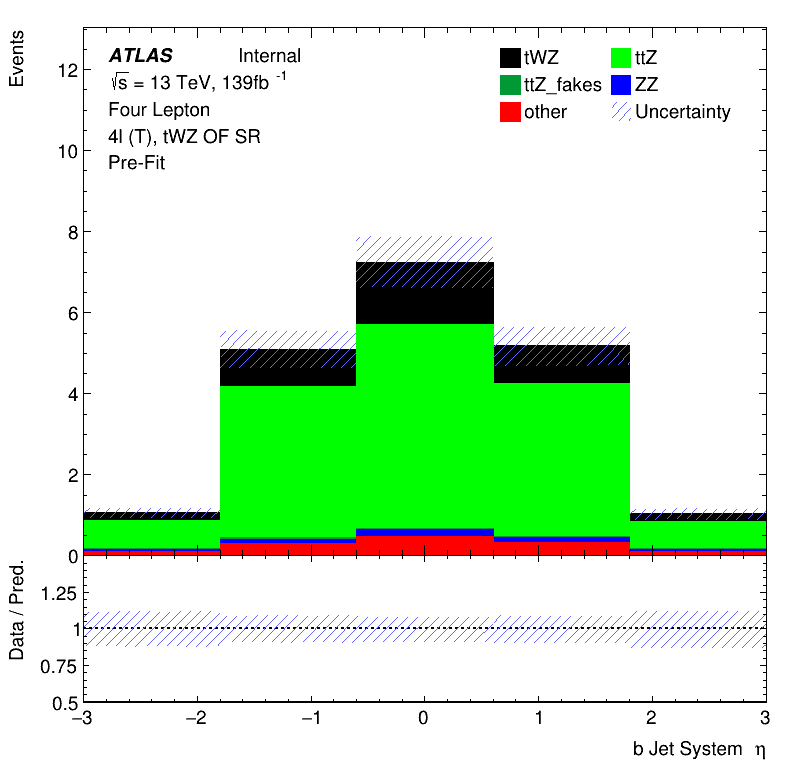 Events
ATLAS Internal
√s = 13 TeV, 139fb -1
Four Lepton
4l (T), tWZ OF SR
Pre-Fit
tWZ ttZ
ttZ_fakes ZZ
other Uncertainty
12
10
8
6
4
2
0
Data / Pred.
1.25
1
0.75
0.5
−3 −2 −1 0 1 2 3
b Jet System η